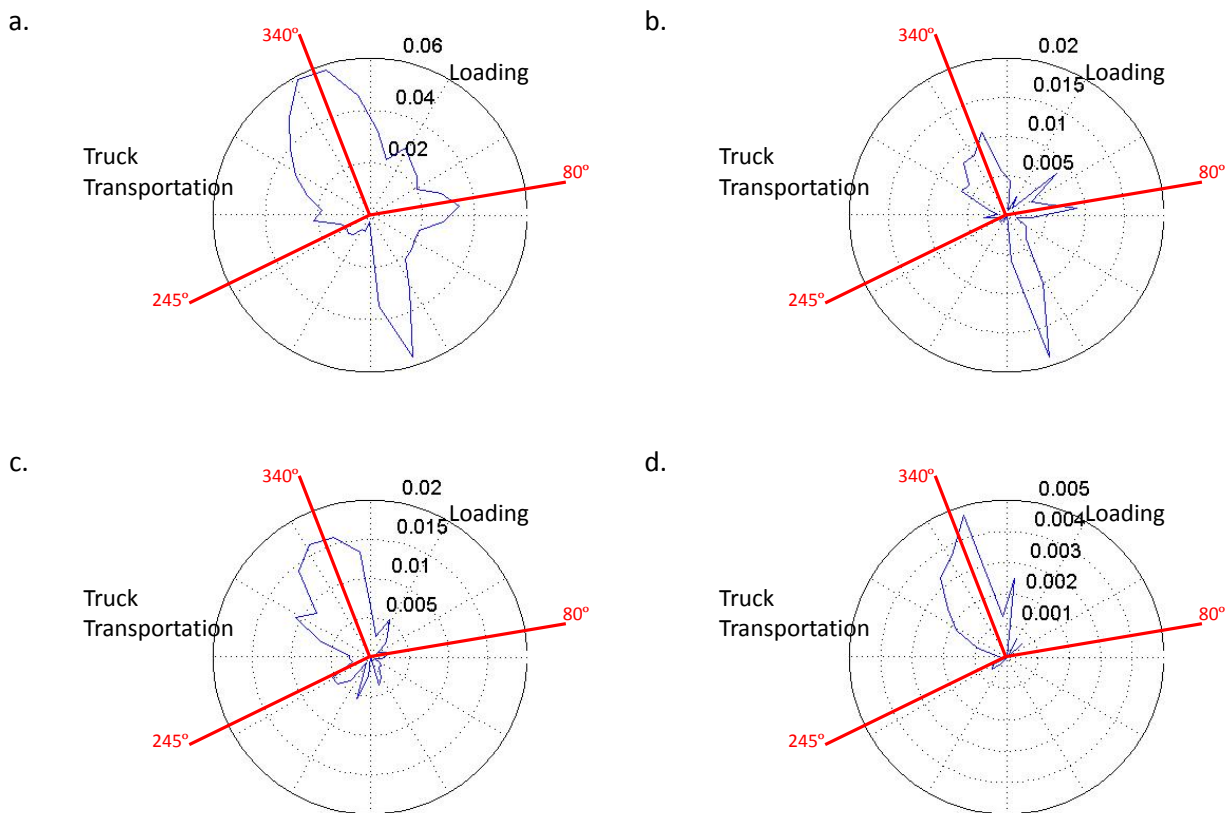 a.
340º
0.06
Loading
0.04
0.02
Truck
Transportation
80º
245º
b.
340º
0.02
Loading
0.015
0.01
0.005
Truck
Transportation
80º
245º
c.
340º
0.02
Loading
0.015
0.01
0.005
Truck
Transportation
80º
245º
d.
340º
0.005
Loading
0.004
0.003
0.002
0.001
Truck
Transportation
80º
245º